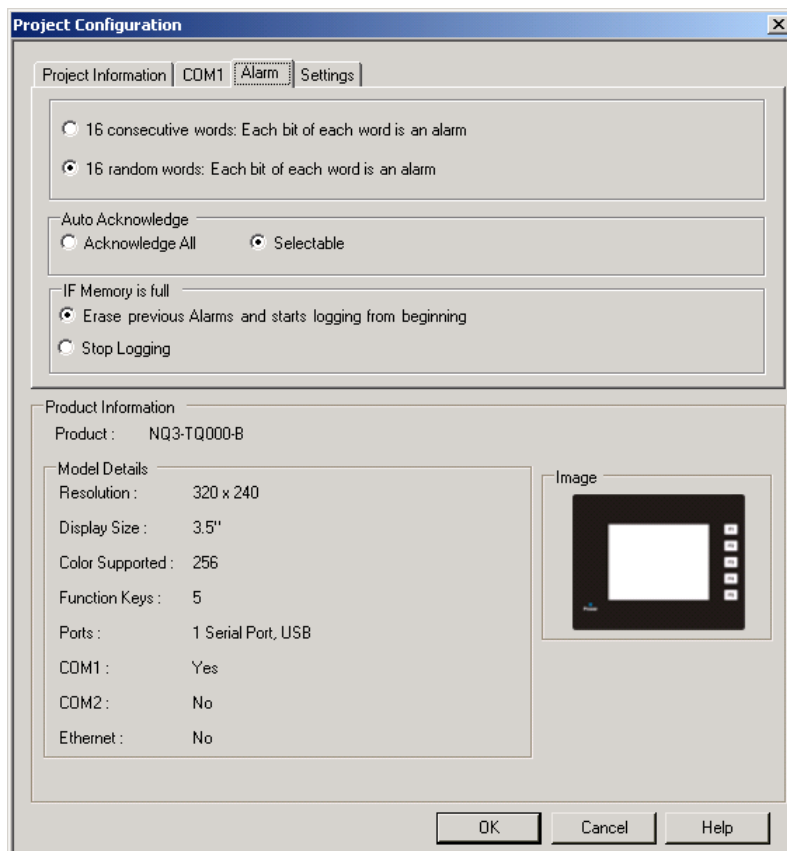 Project Configuration
Project Information COM1 Alarm Settings
16 consecutive words: Each bit of each word is an alarm
16 random words: Each bit of each word is an alarm
Auto Acknowledge
Acknowledge All Selectable
IF Memory is full
Erase previous Alarms and starts logging from beginning
Stop Logging
Product Information
Product : NQ3-TQ000-B
Model Details
Resolution : 320 x 240
Display Size : 3.5"
Color Supported : 256
Function Keys : 5
Ports : 1 Serial Port, USB
COM1 : Yes
COM2 : No
Ethernet : No
Image
OK Cancel Help